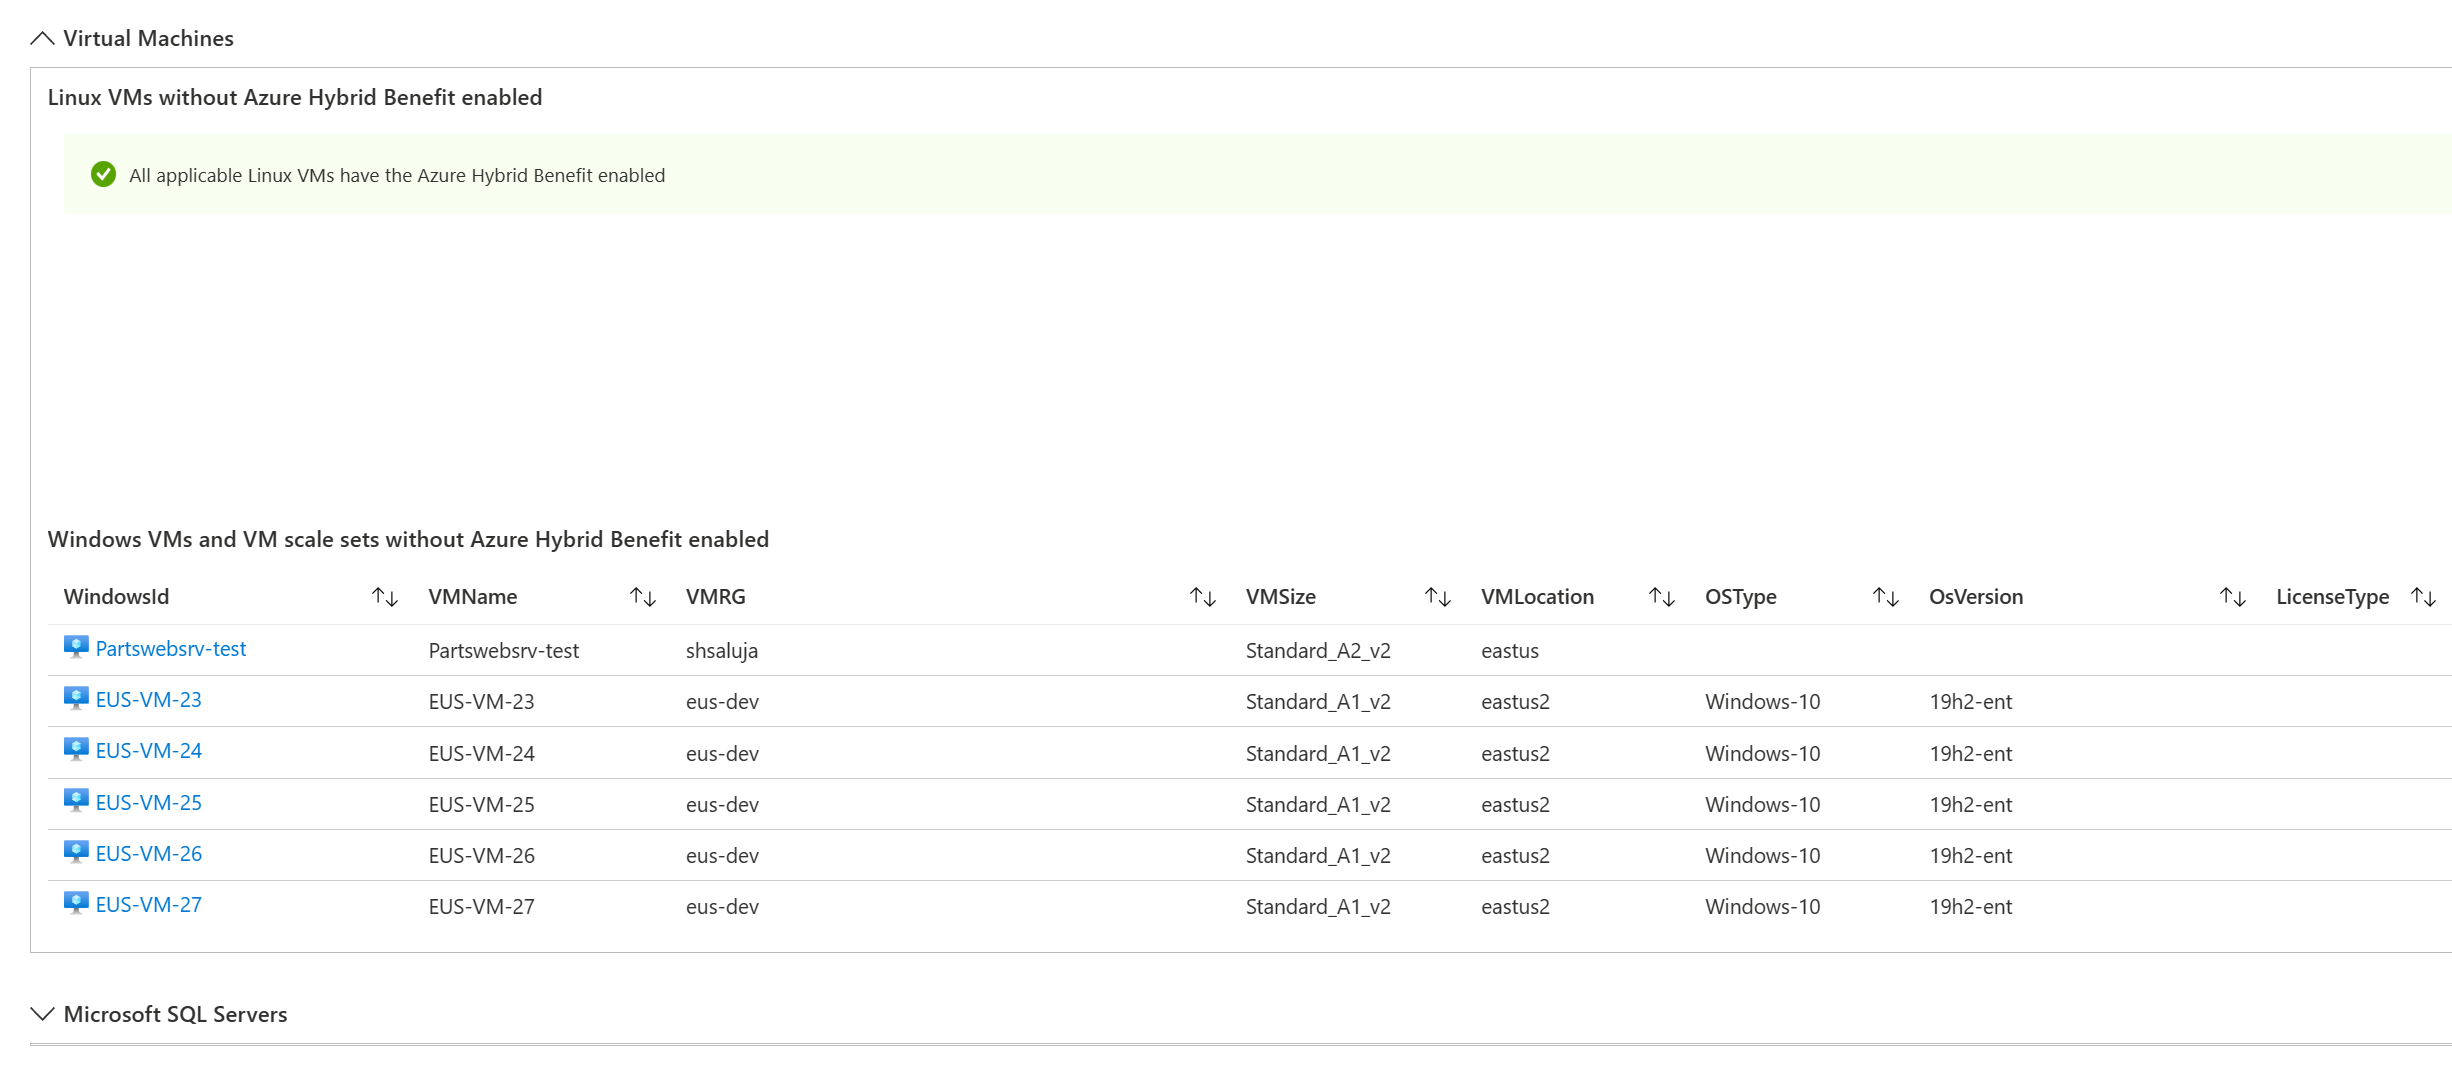 Virtual Machines
Linux VMs without Azure Hybrid Benefit enabled
All applicable Linux VMs have the Azure Hybrid Benefit enabled
Windows VMs and VM scale sets without Azure Hybrid Benefit enabled
WindowsId VMName VMRG VMSize VMLocation OSType OsVersion LicenseType
Partswebsrv-test Partswebsrv-test shsaluja Standard_A2_v2 eastus
EUS-VM-23 EUS-VM-23 eus-dev Standard_A1_v2 eastus2 Windows-10 19h2-ent
EUS-VM-24 EUS-VM-24 eus-dev Standard_A1_v2 eastus2 Windows-10 19h2-ent
EUS-VM-25 EUS-VM-25 eus-dev Standard_A1_v2 eastus2 Windows-10 19h2-ent
EUS-VM-26 EUS-VM-26 eus-dev Standard_A1_v2 eastus2 Windows-10 19h2-ent
EUS-VM-27 EUS-VM-27 eus-dev Standard_A1_v2 eastus2 Windows-10 19h2-ent
Microsoft SQL Servers